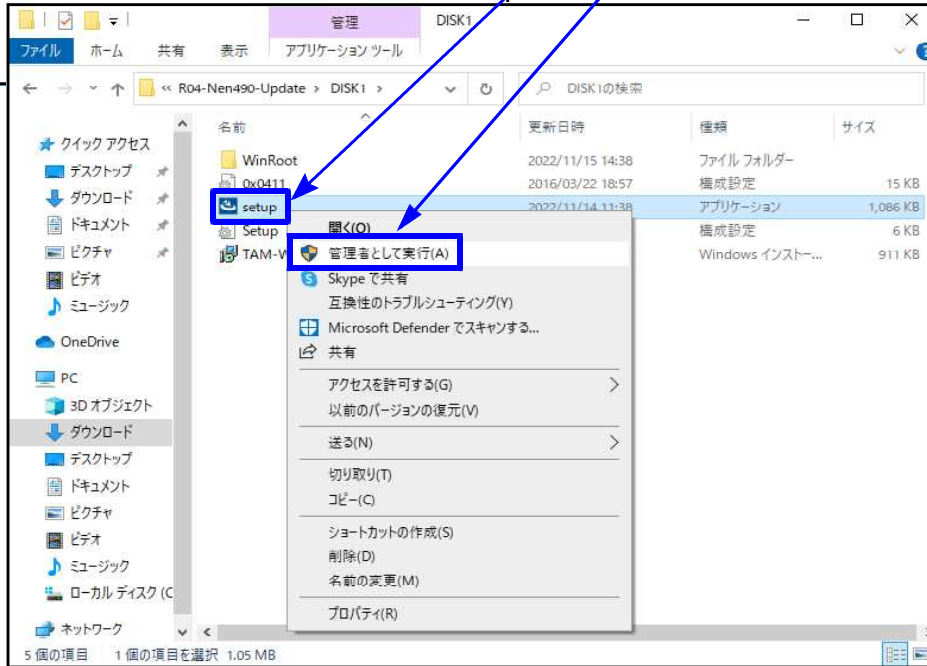 管理
DISK1
ファイル ホーム 共有 表示 アプリケーション ツール
« R04-Nen490-Update › DISK1 ›
DISK1の検索
名前 更新日時 種類 サイズ
クイック アクセス
デスクトップ
ダウンロード
ドキュメント
ピクチャ
ビデオ
ミュージック
OneDrive
PC
3D オブジェクト
ダウンロード
デスクトップ
ドキュメント
ピクチャ
ビデオ
ミュージック
ローカル ディスク (C
ネットワーク
WinRoot 2022/11/15 14:38 ファイル フォルダー
0x0411 2016/03/22 18:57 構成設定 15 KB
setup 2022/11/14 11:38 アプリケーション 1,086 KB
Setup 構成設定 6 KB
TAM-W Windows インストー... 911 KB
開く(O)
管理者として実行(A)
Skype で共有
互換性のトラブルシューティング(Y)
Microsoft Defender でスキャンする...
共有
アクセスを許可する(G)
以前のバージョンの復元(V)
送る(N)
切り取り(T)
コピー(C)
ショートカットの作成(S)
削除(D)
名前の変更(M)
プロパティ(R)
5 個の項目 1 個の項目を選択 1.05 MB